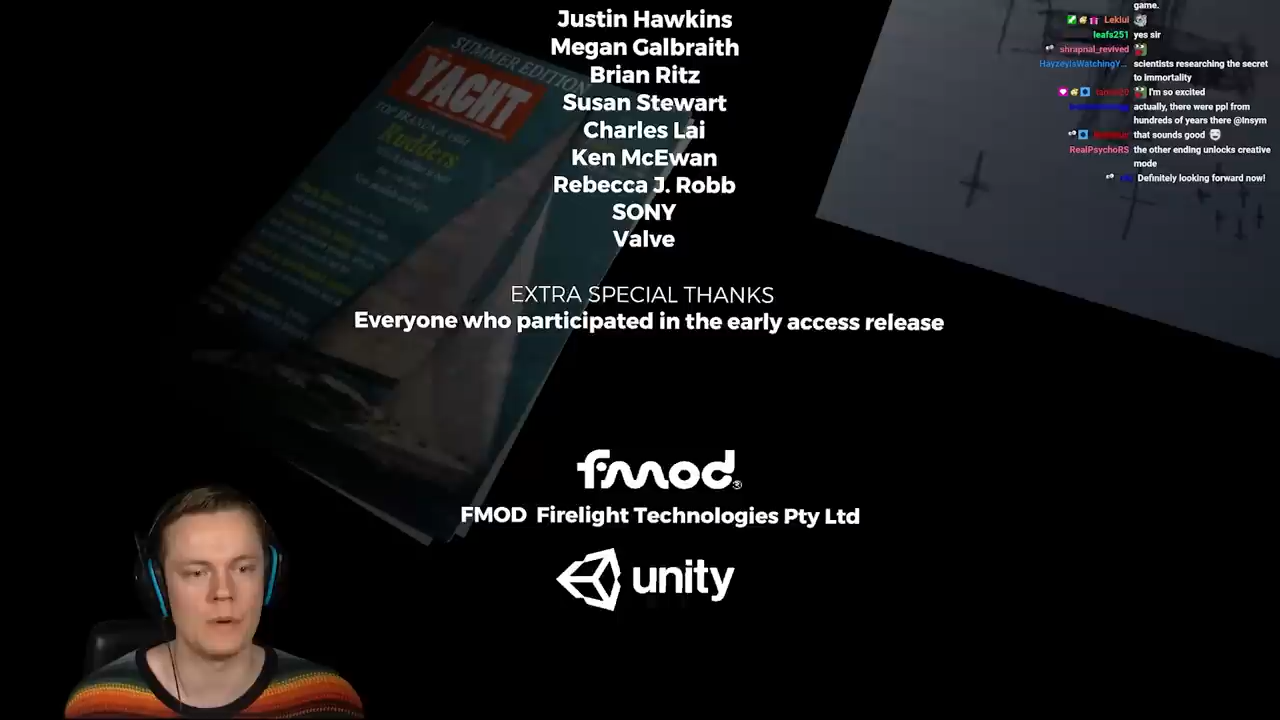 Justin Hawkins
Megan Galbraith
Brian Ritz
Susan Stewart
Charles Lai
Ken McEwan
Rebecca J. Robb
SONY
Valve
EXTRA SPECIAL THANKS
Everyone who participated in the early access release
fmod
FMOD Firelight Technologies Pty Ltd
unity
SUMMER EDITION
YACHT
Rudders
game.
Leklui
leafs251 yes sir
shrapnal_revived
HayzeyIsWatchingY... scientists researching the secret
to immortality
I'm so excited
actually, there were ppl from
hundreds of years there @Insym
that sounds good
RealPsychoRS the other ending unlocks creative
mode
Definitely looking forward now!